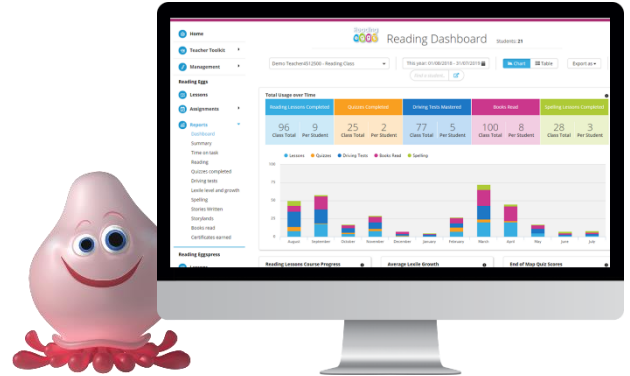 Home
Teacher Toolkit
Management
Reading Eggs
Lessons
Assignments
Reports
Dashboard
Summary
Time on task
Reading
Quizzes completed
Driving tests
Lexile level and growth
Spelling
Stories Written
Storylands
Books read
Certificates earned
Reading Eggspress
Lessons
Reading eggs
Reading Dashboard Students: 21
Demo Teacher812506 - Reading Class
This year: 01/08/2018 - 31/07/2019
Chart Table Export as
Find a student
Total Usage over Time
Reading Lessons Completed Quizzes Completed Driving Tests Mastered Books Read Spelling Lessons Completed
96 9 25 2 77 5 100 8 28 3
Class Total Per Student Class Total Per Student Class Total Per Student Class Total Per Student Class Total Per Student
Lessons Quizzes Driving Tests Books Read Spelling
100
75
50
25
0
August September October November December January February March April May June July
Reading Lessons Course Progress Average Lexile Growth End of Map Quiz Scores